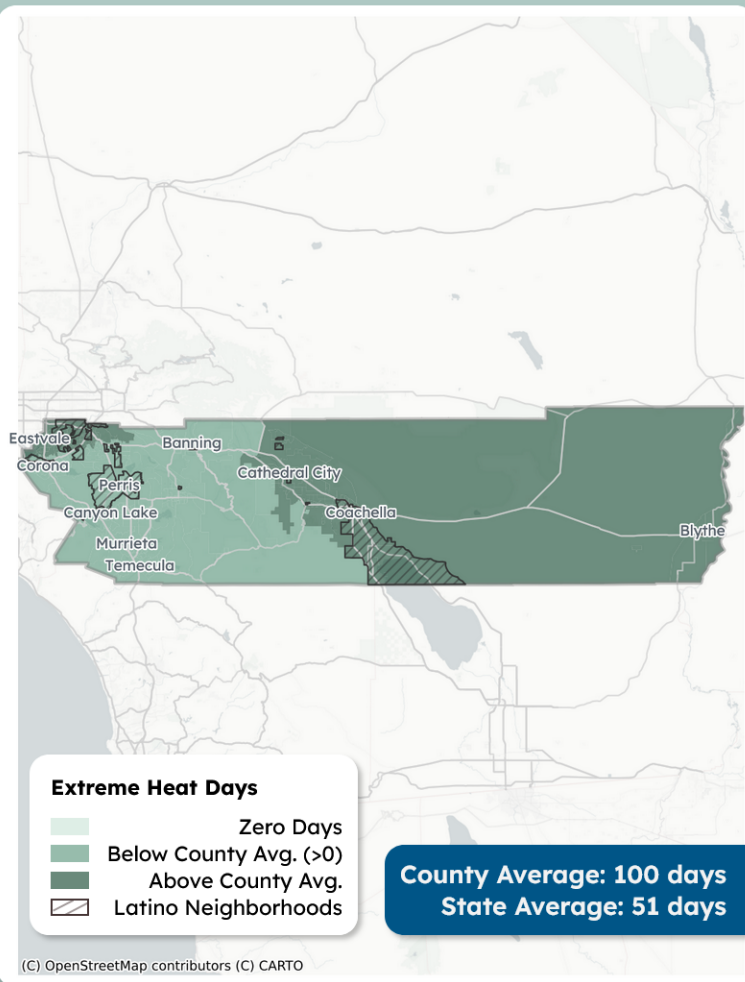 Eastvale
Banning
Corona
Cathedral City
Perris
Canyon Lake
Coachella
Blythe
Murrieta
Temecula
Extreme Heat Days
Zero Days
Below County Avg. (>0)
Above County Avg.
Latino Neighborhoods
County Average: 100 days
State Average: 51 days
(C) OpenStreetMap contributors (C) CARTO